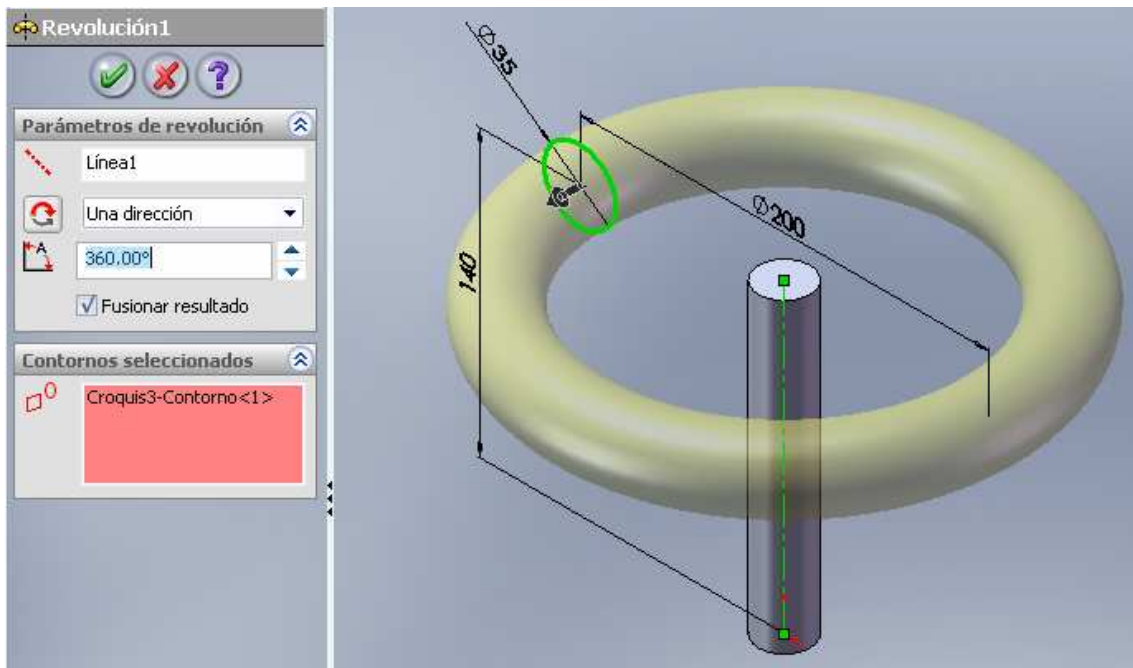 Revolución1
Parámetros de revolución
Línea1
Una dirección
A
360.00°
Fusionar resultado
Contornos seleccionados
Croquis3-Contorno<1>
Ø35
Ø200
140